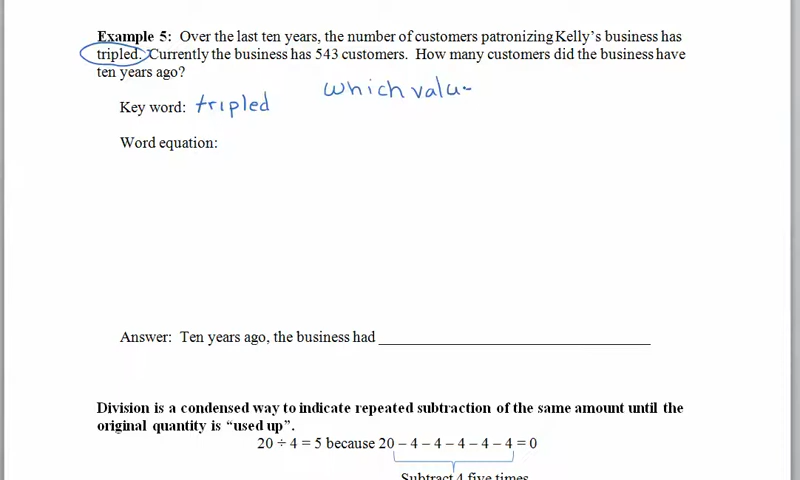 Example 5: Over the last ten years, the number of customers patronizing Kelly's business has
tripled. Currently the business has 543 customers. How many customers did the business have
ten years ago?
which valu
Key word: tripled
Word equation:
Answer: Ten years ago, the business had ____________________
Division is a condensed way to indicate repeated subtraction of the same amount until the
original quantity is "used up".
20 ÷ 4 = 5 because 20 – 4 – 4 – 4 – 4 – 4 = 0
Subtract 4 five times